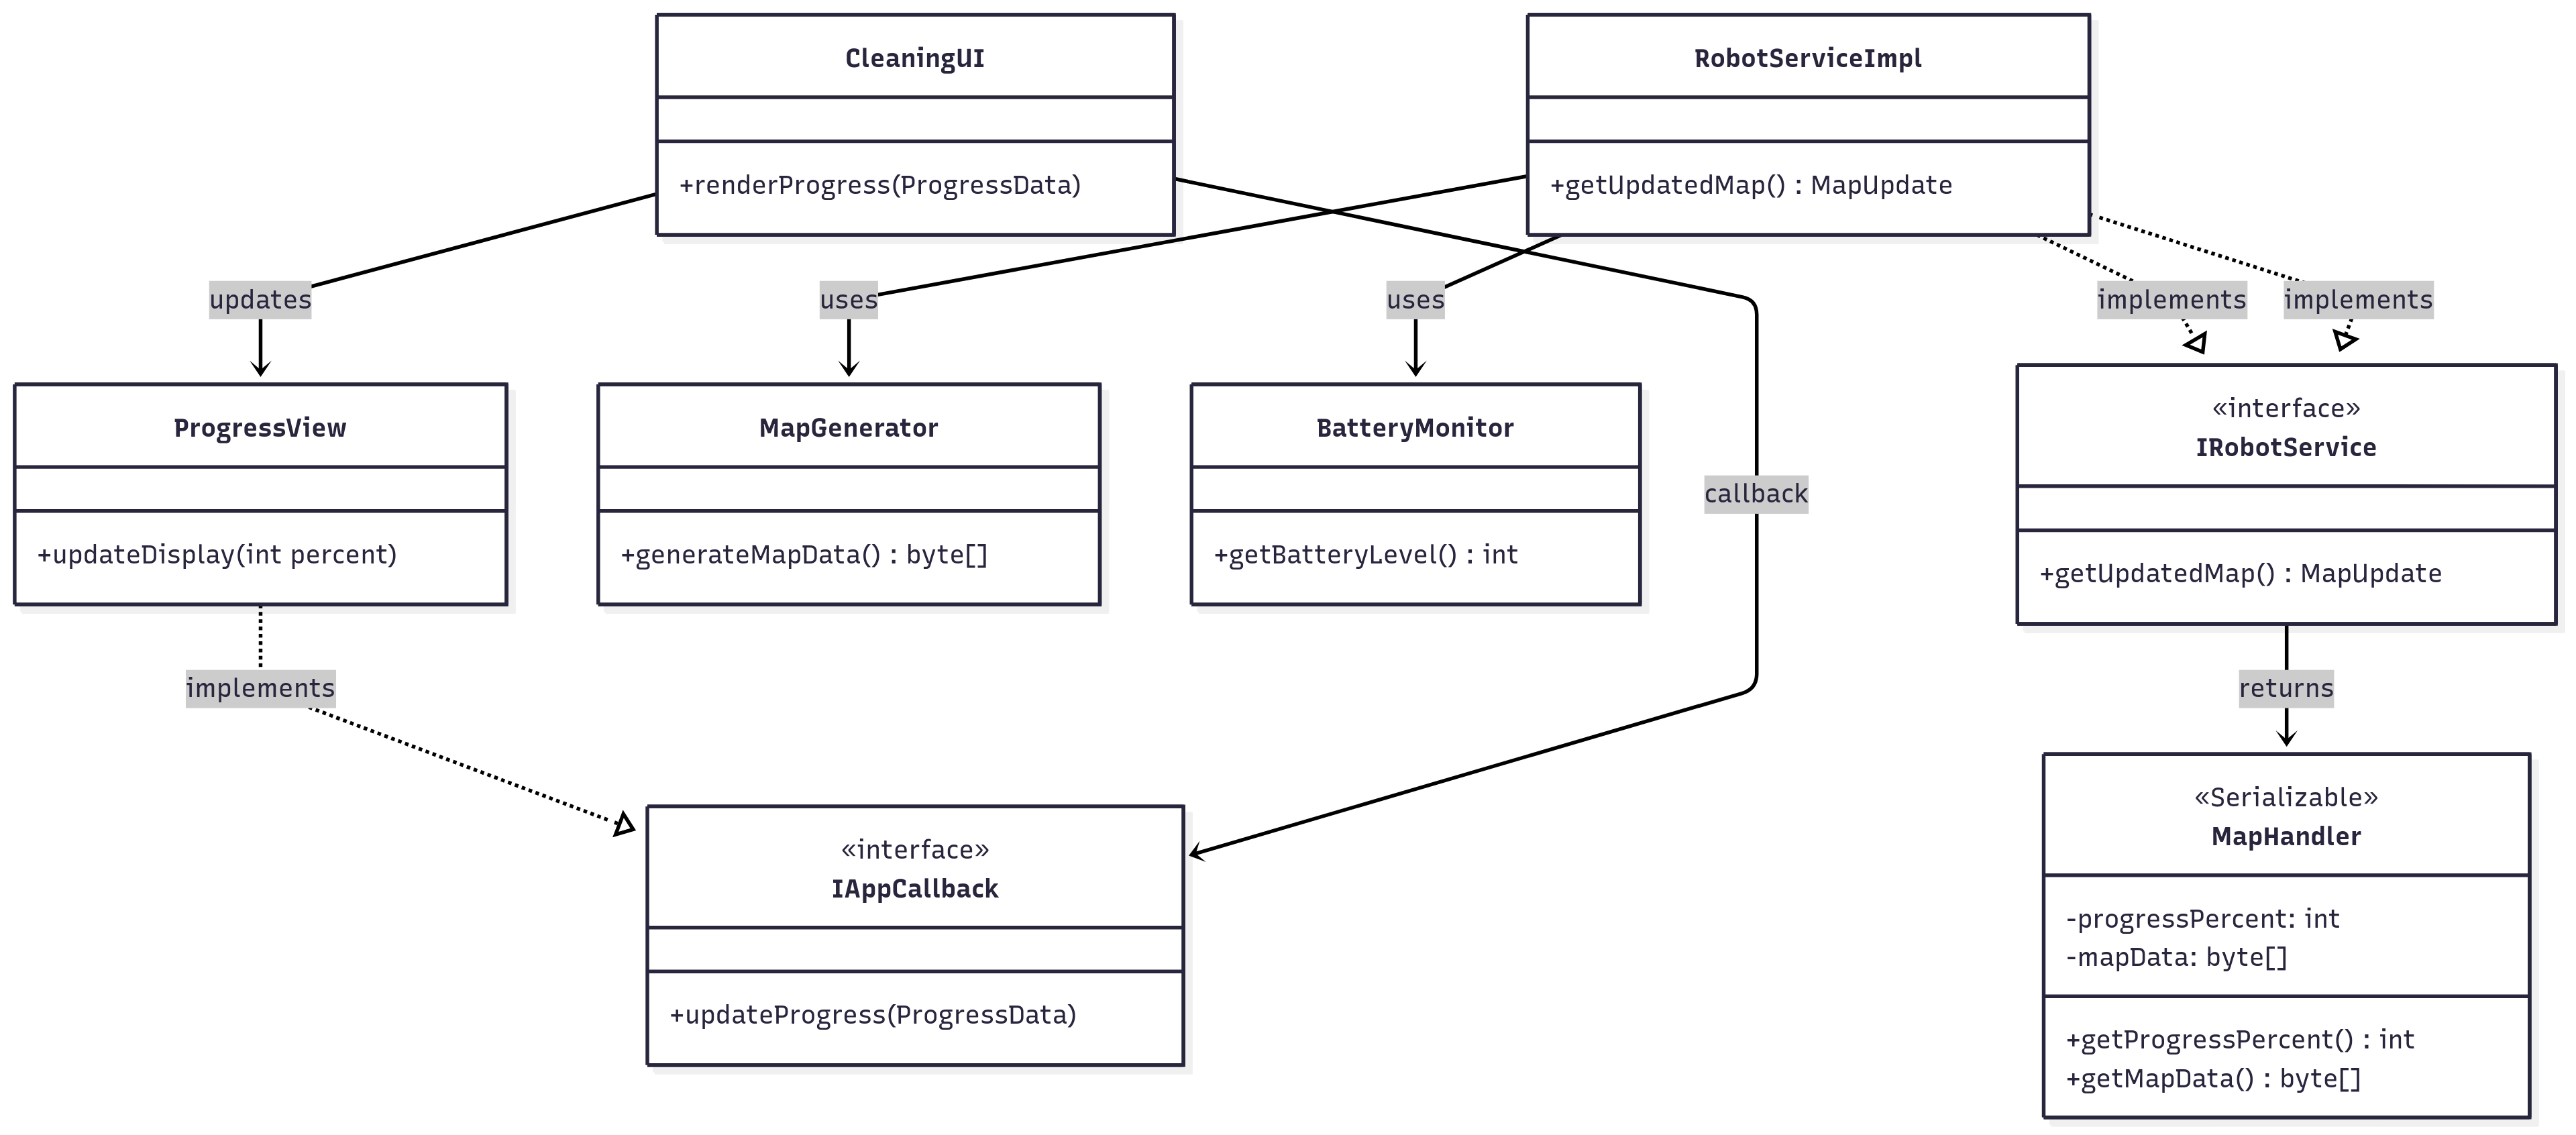 CleaningUI
+renderProgress(ProgressData)
RobotServiceImpl
+getUpdatedMap() : MapUpdate
updates
uses
uses
implements
implements
ProgressView
+updateDisplay(int percent)
MapGenerator
+generateMapData() : byte[]
BatteryMonitor
+getBatteryLevel() : int
callback
«interface»
IRobotService
+getUpdatedMap() : MapUpdate
implements
returns
«interface»
IAppCallback
+updateProgress(ProgressData)
«Serializable»
MapHandler
-progressPercent: int
-mapData: byte[]
+getProgressPercent() : int
+getMapData() : byte[]